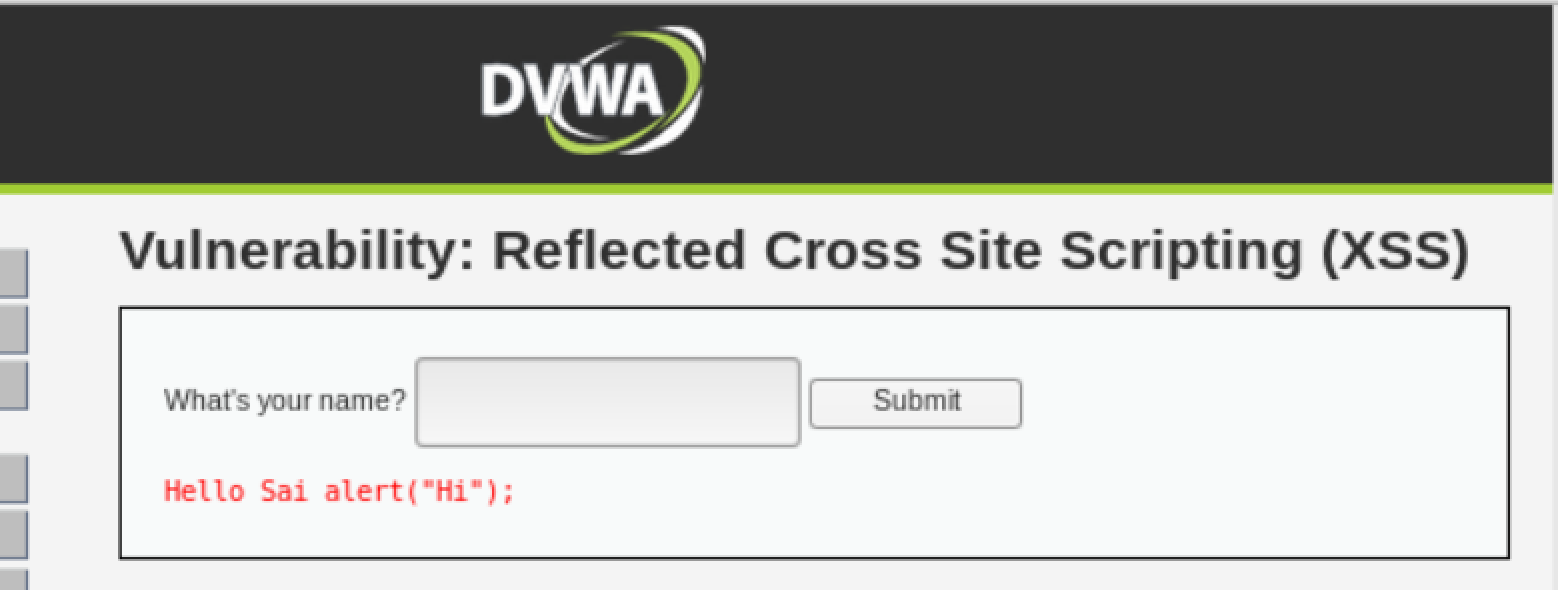 DVWA
Vulnerability: Reflected Cross Site Scripting (XSS)
What's your name? Submit
Hello Sai alert("Hi");